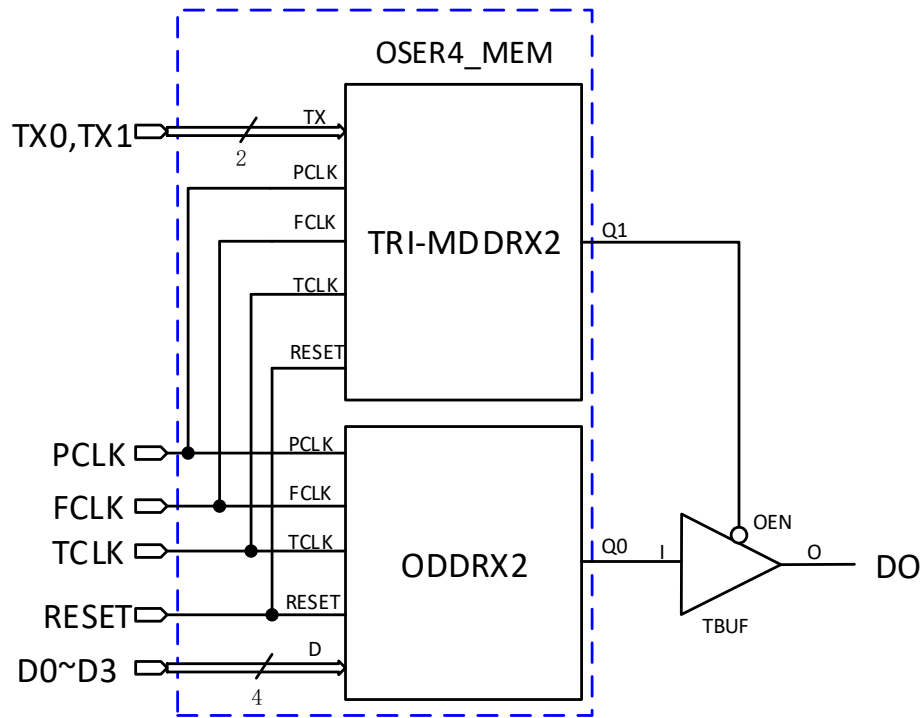 OSER4_MEM
TX0,TX1
TX
2
PCLK
FCLK
TRI-MDDRX2
Q1
TCLK
RESET
PCLK
PCLK
FCLK
FCLK
OEN
TCLK
TCLK
ODDRX2
Q0
I
O
DO
RESET
RESET
TBUF
D0~D3
D
4